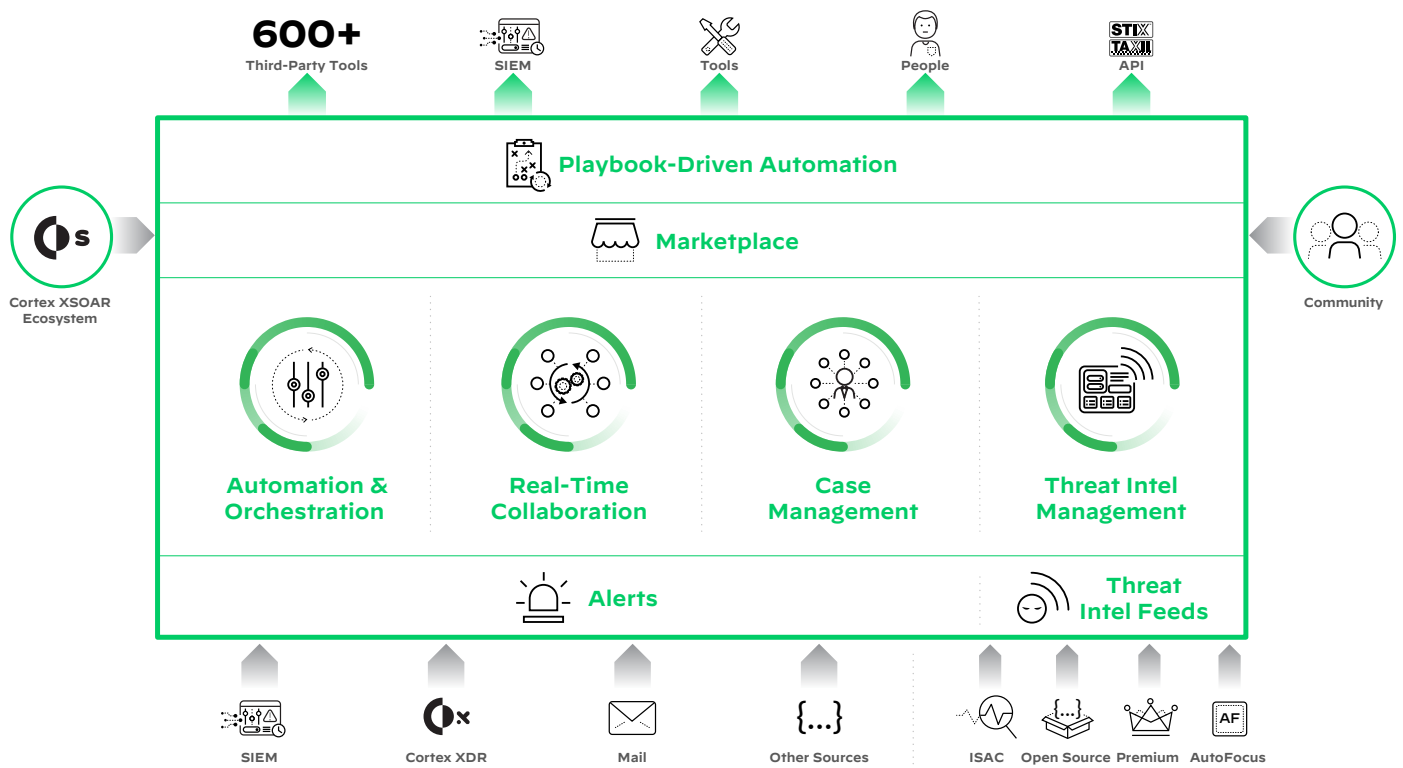 600+
Third-Party Tools
SIEM
Tools
People
STIX
TAXII
API
Playbook-Driven Automation
Marketplace
S
Cortex XSOAR
Ecosystem
Community
Automation &
Orchestration
Real-Time
Collaboration
Case
Management
Threat Intel
Management
Alerts
Threat
Intel Feeds
SIEM
X
Cortex XDR
Mail
{...}
Other Sources
ISAC
{...}
Open Source
Premium
AF
AutoFocus